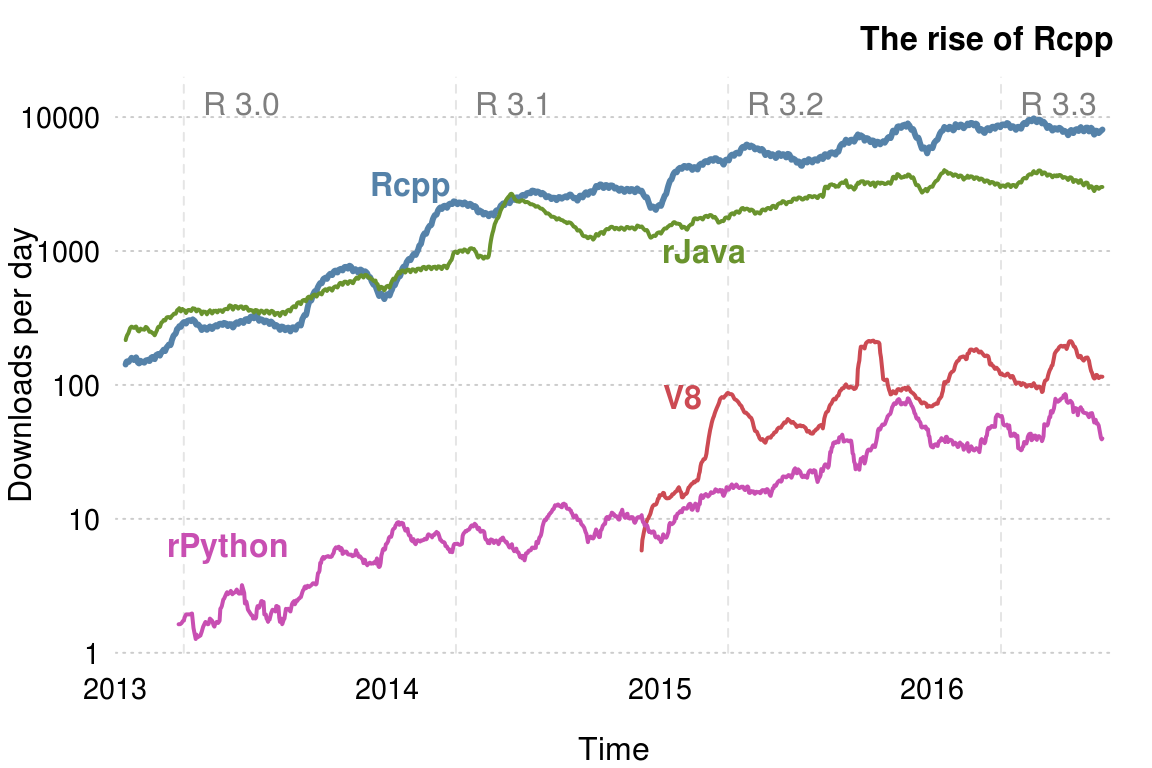 The rise of Rcpp
R 3.0
R 3.1
R 3.2
R 3.3
10000
1000
100
10
1
Downloads per day
Rcpp
rJava
V8
rPython
2013
2014
2015
2016
Time